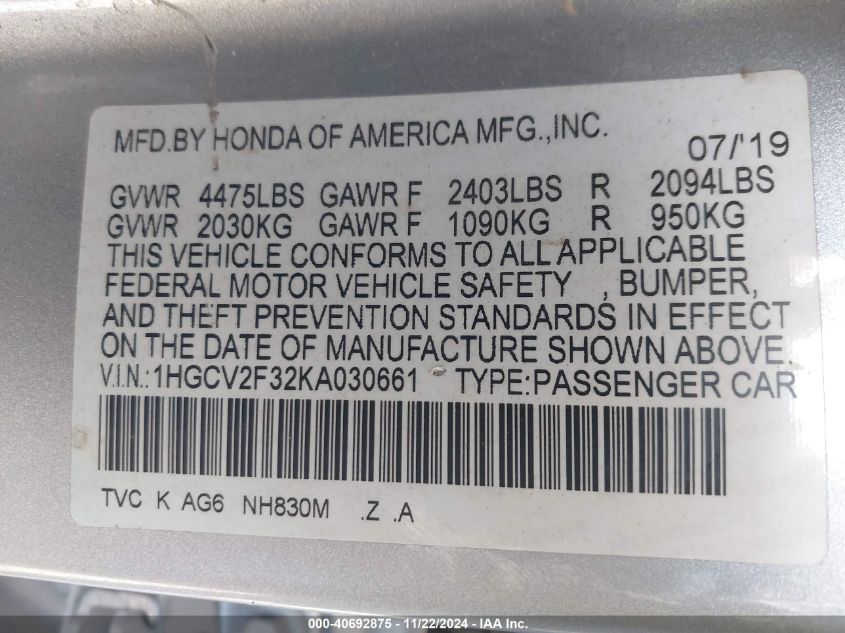 MFD.BY HONDA OF AMERICA MFG.,INC. 07/'19
GVWR 4475LBS GAWR F 2403LBS R 2094LBS
GVWR 2030KG GAWR F 1090KG R 950KG
THIS VEHICLE CONFORMS TO ALL APPLICABLE
FEDERAL MOTOR VEHICLE SAFETY , BUMPER,
AND THEFT PREVENTION STANDARDS IN EFFECT
ON THE DATE OF MANUFACTURE SHOWN ABOVE.
V.I.N.:1HGCV2F32KA030661 TYPE:PASSENGER CAR
TVC K AG6 NH830M .Z .A
000-40692875 - 11/22/2024 - IAA Inc.